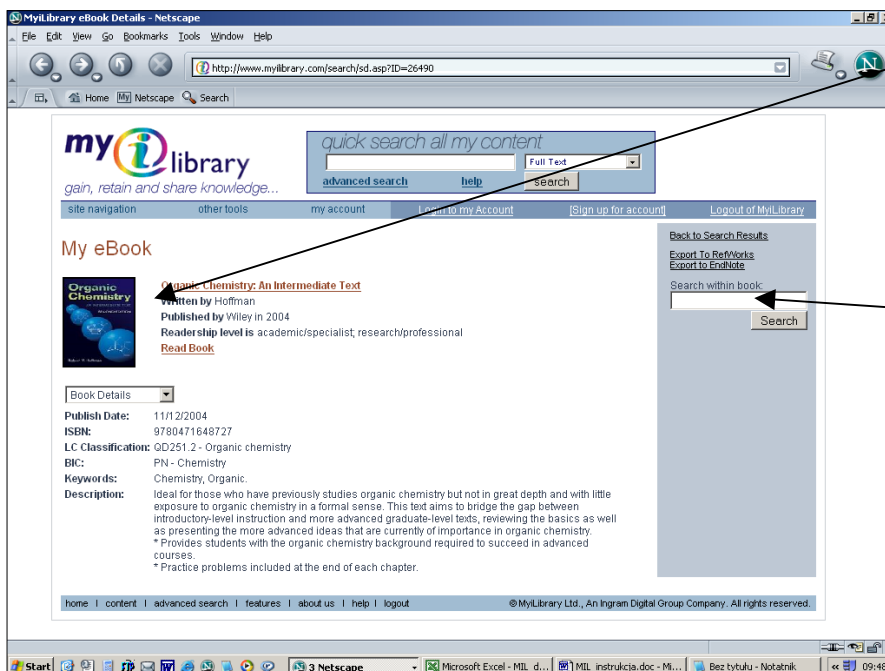 MyiLibrary eBook Details - Netscape
File Edit View Go Bookmarks Tools Window Help
http://www.myilibrary.com/search/sd.asp?ID=26490
Home My Netscape Search
my i library
gain, retain and share knowledge...
quick search all my content
Full Text
advanced search help search
site navigation other tools my account Login to my Account [Sign up for account] Logout of MyiLibrary
My eBook
Organic Chemistry
Organic Chemistry: An Intermediate Text
Written by Hoffman
Published by Wiley in 2004
Readership level is academic/specialist; research/professional
Read Book
Back to Search Results
Export To RefWorks
Export to EndNote
Search within book:
Search
Book Details
Publish Date: 11/12/2004
ISBN: 9780471648727
LC Classification: QD251.2 - Organic chemistry
BIC: PN - Chemistry
Keywords: Chemistry, Organic.
Description: Ideal for those who have previously studies organic chemistry but not in great depth and with little
exposure to organic chemistry in a formal sense. This text aims to bridge the gap between
introductory-level instruction and more advanced graduate-level texts, reviewing the basics as well
as presenting the more advanced ideas that are currently of importance in organic chemistry.
* Provides students with the organic chemistry background required to succeed in advanced
courses.
* Practice problems included at the end of each chapter.
home | content | advanced search | features | about us | help | logout © MyiLibrary Ltd., An Ingram Digital Group Company. All rights reserved.
Start 3 Netscape Microsoft Excel - MIL_d... MIL_instrukcja.doc - Mi... Bez tytułu - Notatnik « 09:48